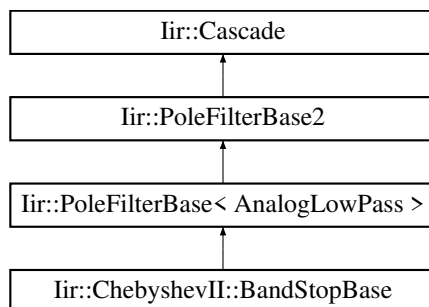 Iir::Cascade
Iir::PoleFilterBase2
Iir::PoleFilterBase< AnalogLowPass >
Iir::ChebyshevII::BandStopBase